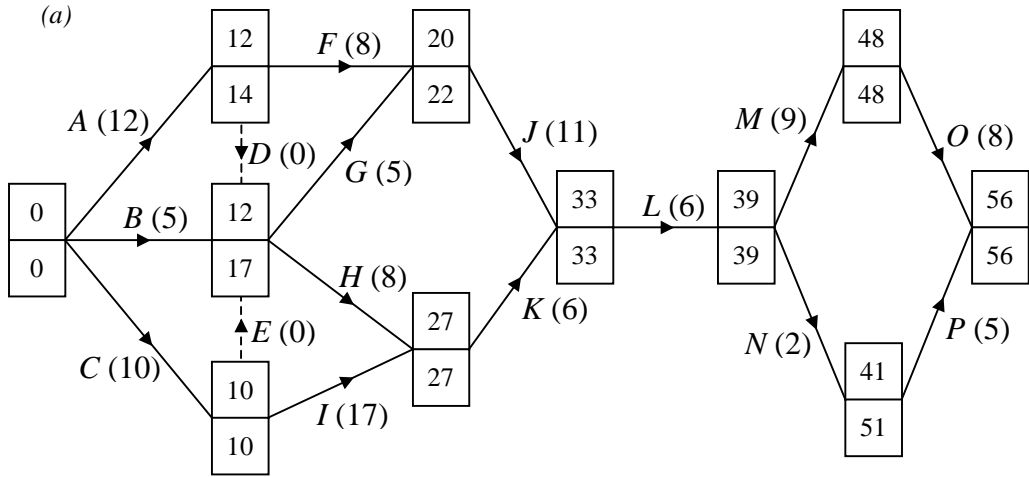 (a)
12
14
F (8)
20
22
48
48
A (12)
D (0)
G (5)
J (11)
M (9)
O (8)
0
0
B (5)
12
17
33
33
L (6)
39
39
56
56
H (8)
K (6)
E (0)
C (10)
10
10
I (17)
27
27
N (2)
41
51
P (5)